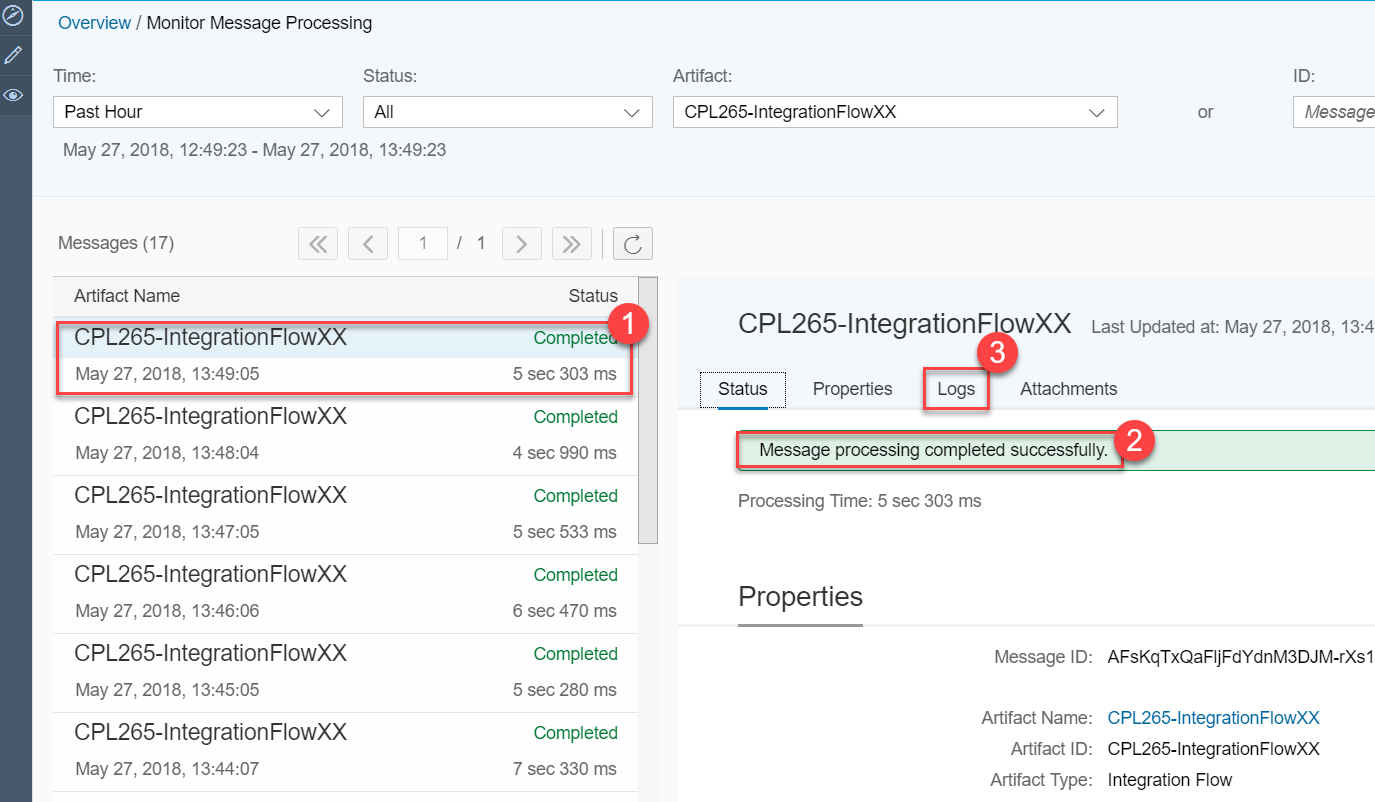 Overview / Monitor Message Processing
Time: Status: Artifact: ID:
Past Hour All CPL265-IntegrationFlowXX or Message
May 27, 2018, 12:49:23 - May 27, 2018, 13:49:23
Messages (17) 1 / 1
Artifact Name Status
CPL265-IntegrationFlowXX Completed
May 27, 2018, 13:49:05 5 sec 303 ms
1
CPL265-IntegrationFlowXX Completed
May 27, 2018, 13:48:04 4 sec 990 ms
CPL265-IntegrationFlowXX Completed
May 27, 2018, 13:47:05 5 sec 533 ms
CPL265-IntegrationFlowXX Completed
May 27, 2018, 13:46:06 6 sec 470 ms
CPL265-IntegrationFlowXX Completed
May 27, 2018, 13:45:05 5 sec 280 ms
CPL265-IntegrationFlowXX Completed
May 27, 2018, 13:44:07 7 sec 330 ms
CPL265-IntegrationFlowXX Last Updated at: May 27, 2018, 13:4
3
Status Properties Logs Attachments
Message processing completed successfully.
2
Processing Time: 5 sec 303 ms
Properties
Message ID: AFsKqTxQaFljFdYdnM3DJM-rXs1
Artifact Name: CPL265-IntegrationFlowXX
Artifact ID: CPL265-IntegrationFlowXX
Artifact Type: Integration Flow